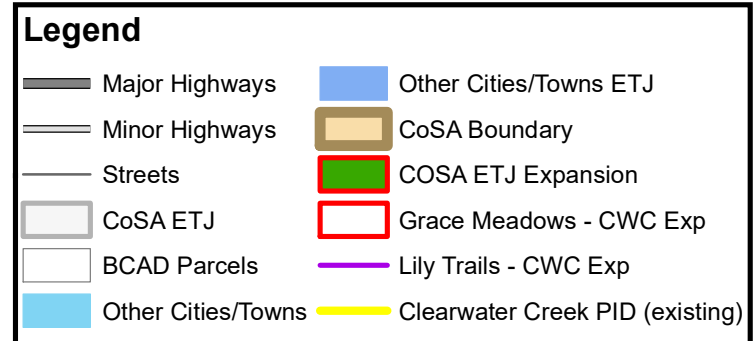 Legend
Major Highways
Minor Highways
Streets
CoSA ETJ
BCAD Parcels
Other Cities/Towns
Other Cities/Towns ETJ
CoSA Boundary
COSA ETJ Expansion
Grace Meadows - CWC Exp
Lily Trails - CWC Exp
Clearwater Creek PID (existing)